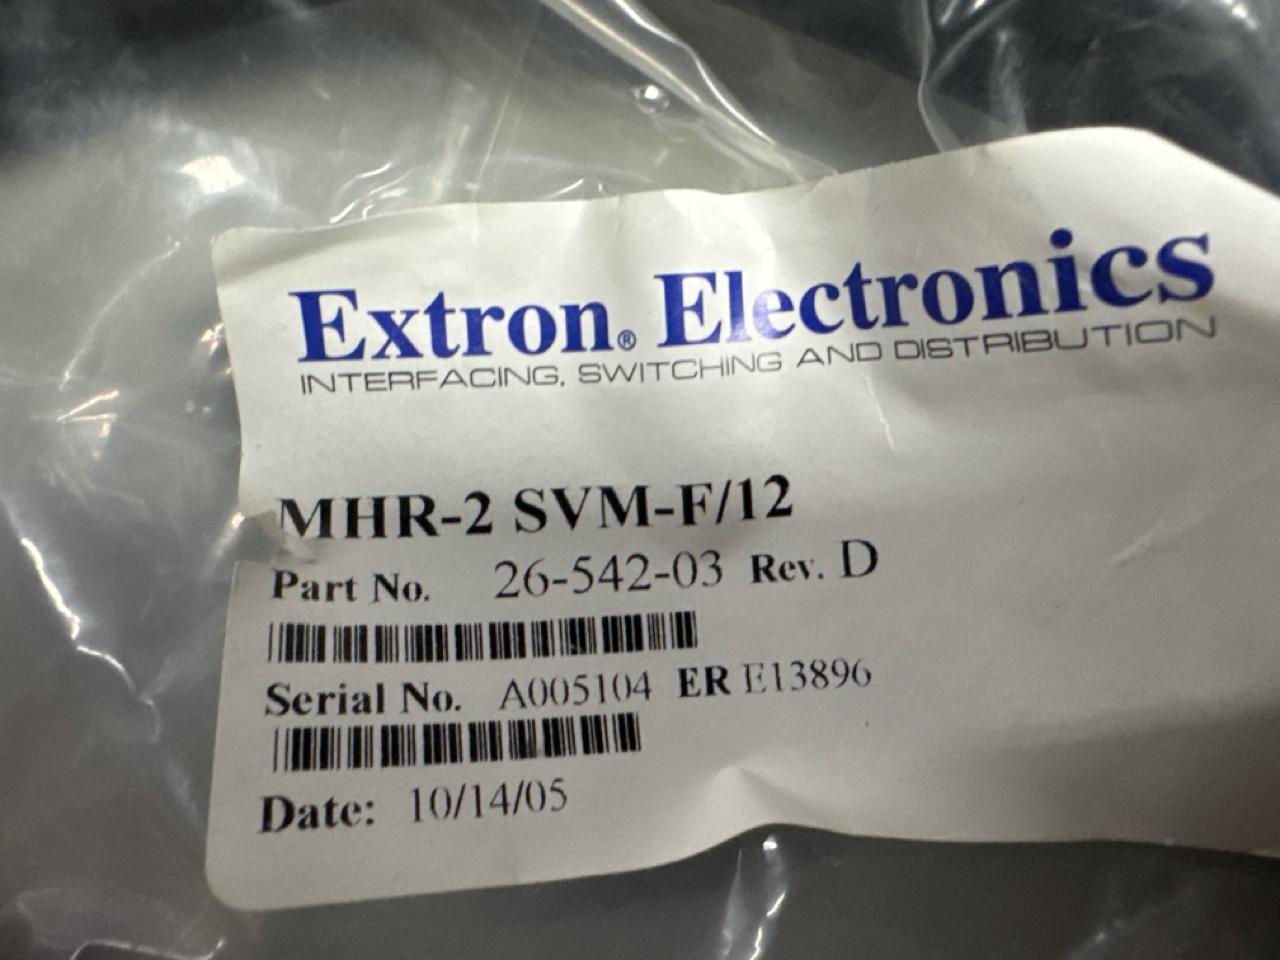 Extron® Electronics
INTERFACING, SWITCHING AND DISTRIBUTION
MHR-2 SVM-F/12
Part No. 26-542-03 Rev. D
Serial No. A005104 ER E13896
Date: 10/14/05